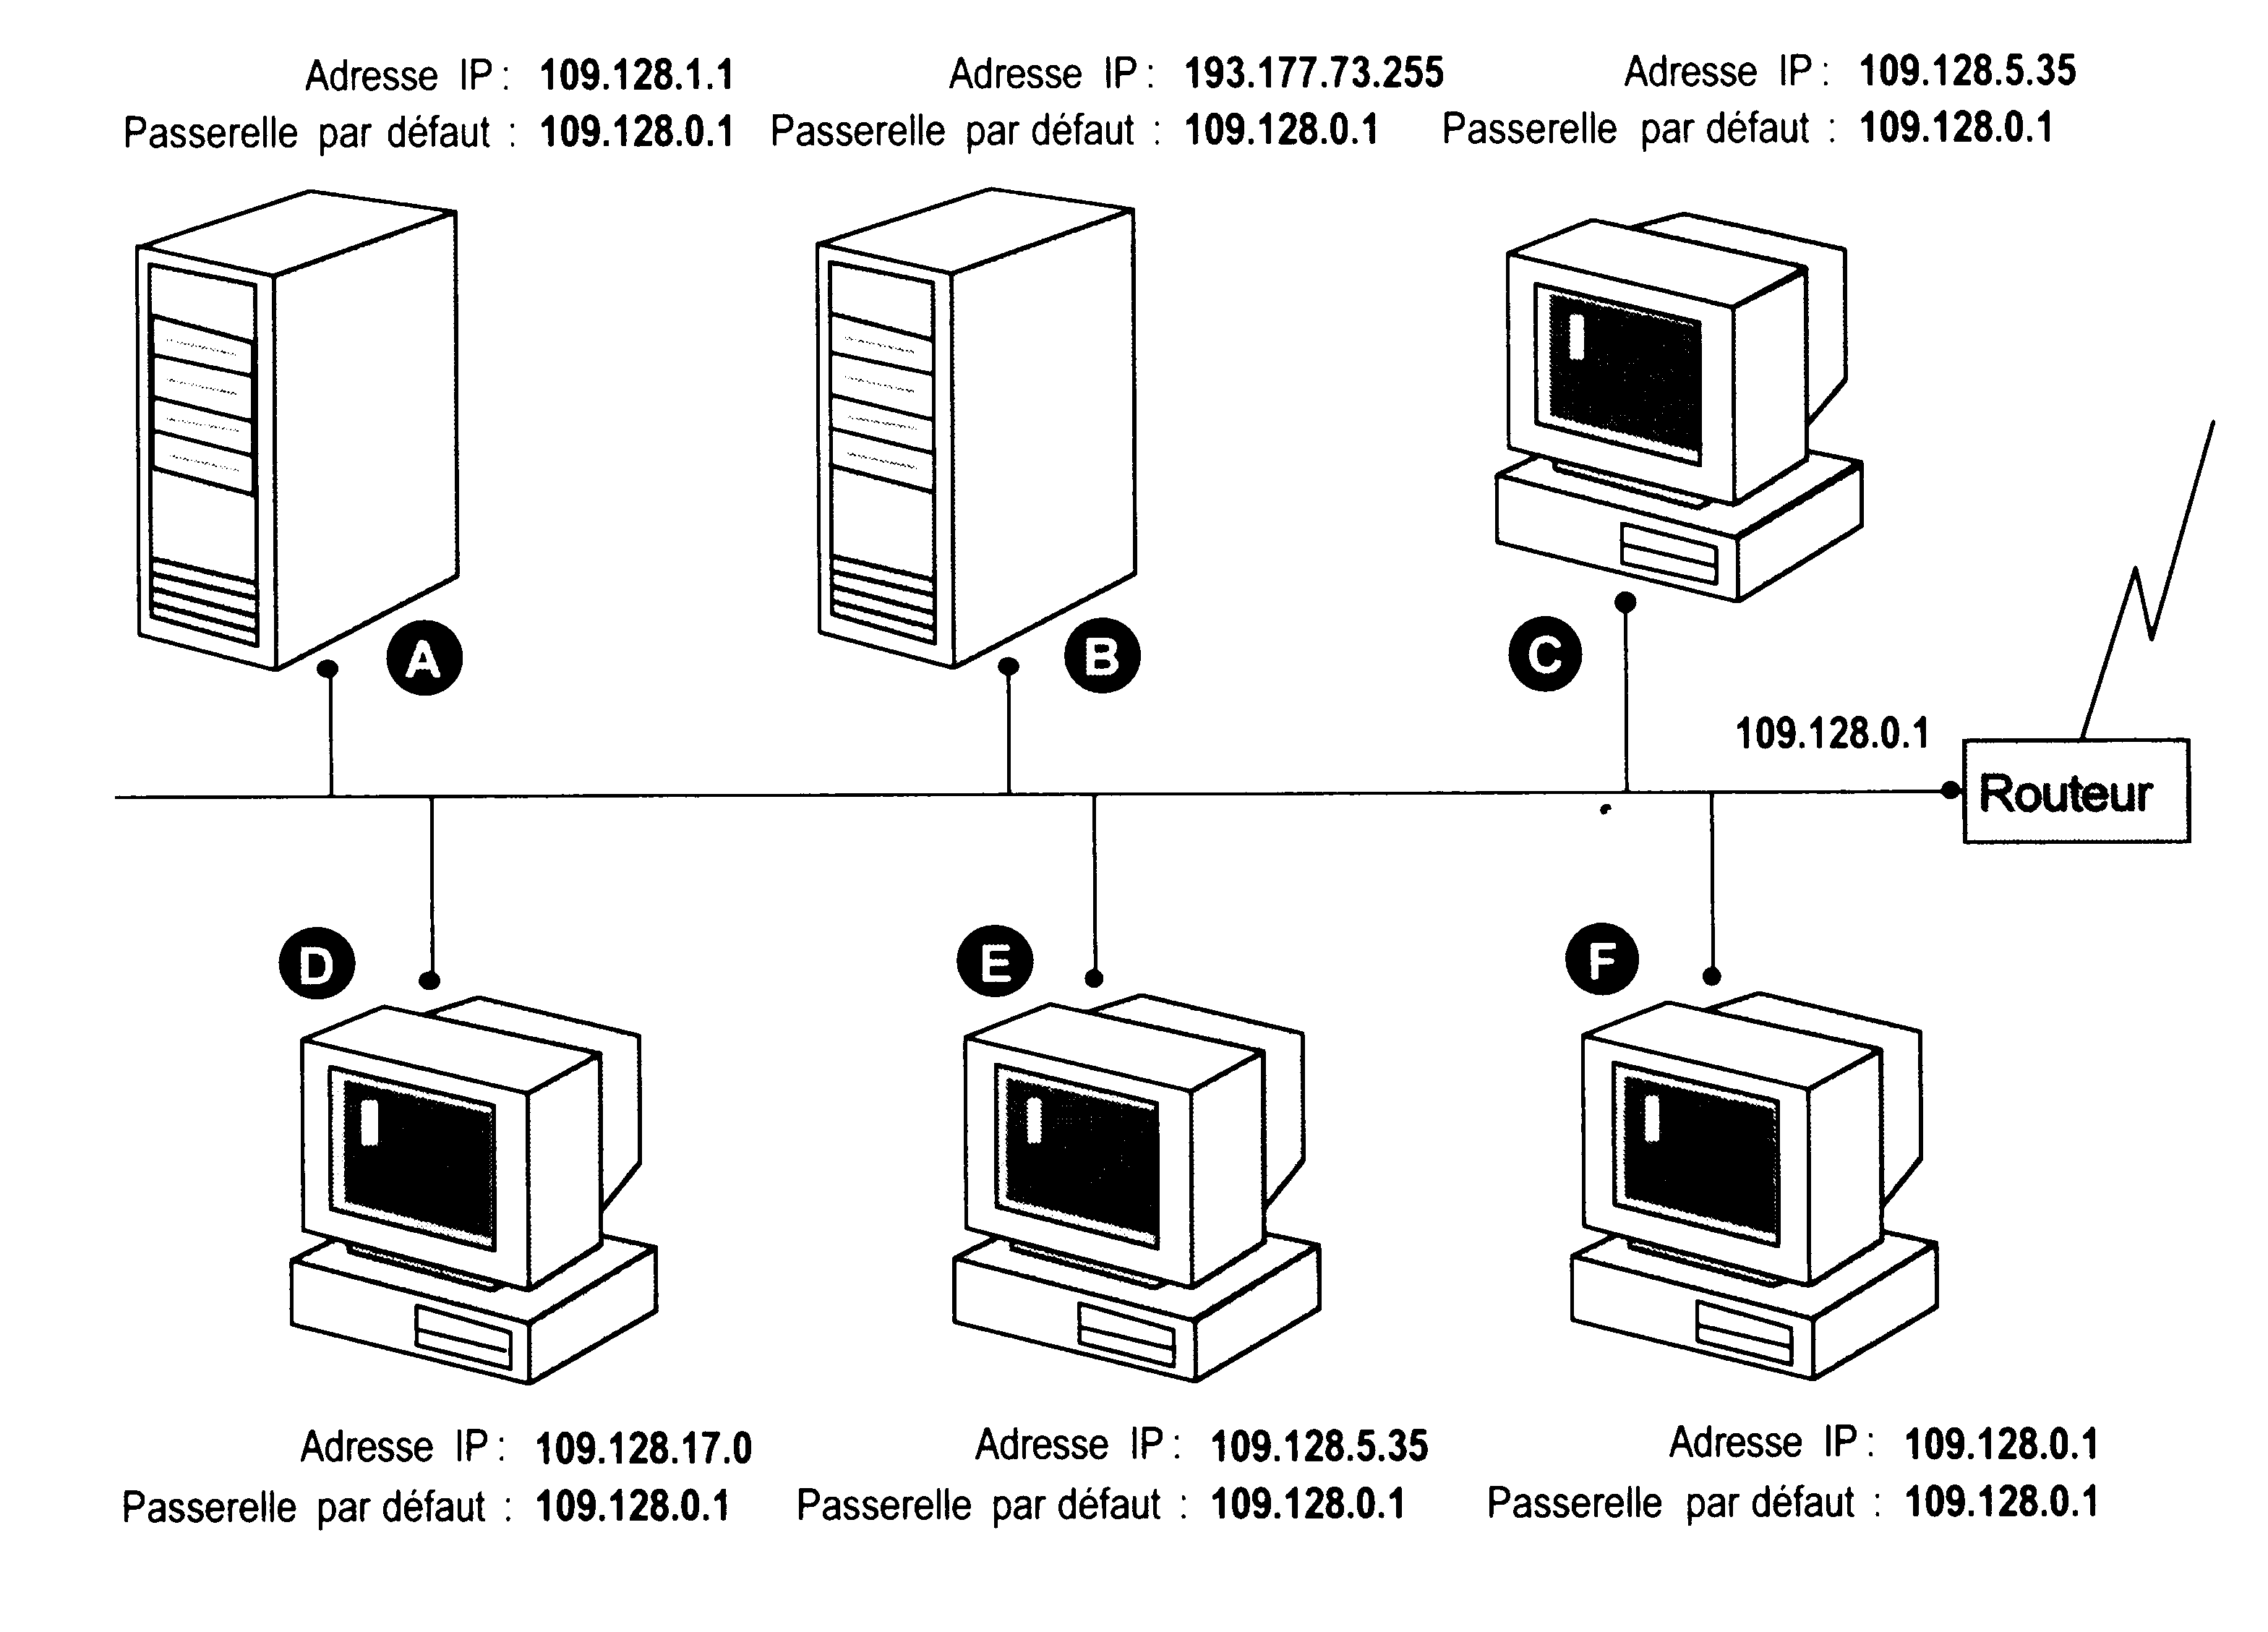 Adresse IP : 109.128.1.1
Passerelle par défaut : 109.128.0.1
Adresse IP : 193.177.73.255
Passerelle par défaut : 109.128.0.1
Adresse IP : 109.128.5.35
Passerelle par défaut : 109.128.0.1
A
B
C
109.128.0.1
Routeur
D
E
F
Adresse IP : 109.128.17.0
Passerelle par défaut : 109.128.0.1
Adresse IP : 109.128.5.35
Passerelle par défaut : 109.128.0.1
Adresse IP : 109.128.0.1
Passerelle par défaut : 109.128.0.1